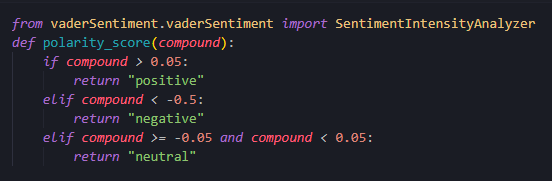 from vaderSentiment.vaderSentiment import SentimentIntensityAnalyzer
def polarity_score(compound):
    if compound > 0.05:
        return "positive"
    elif compound < -0.5:
        return "negative"
    elif compound >= -0.05 and compound < 0.05:
        return "neutral"